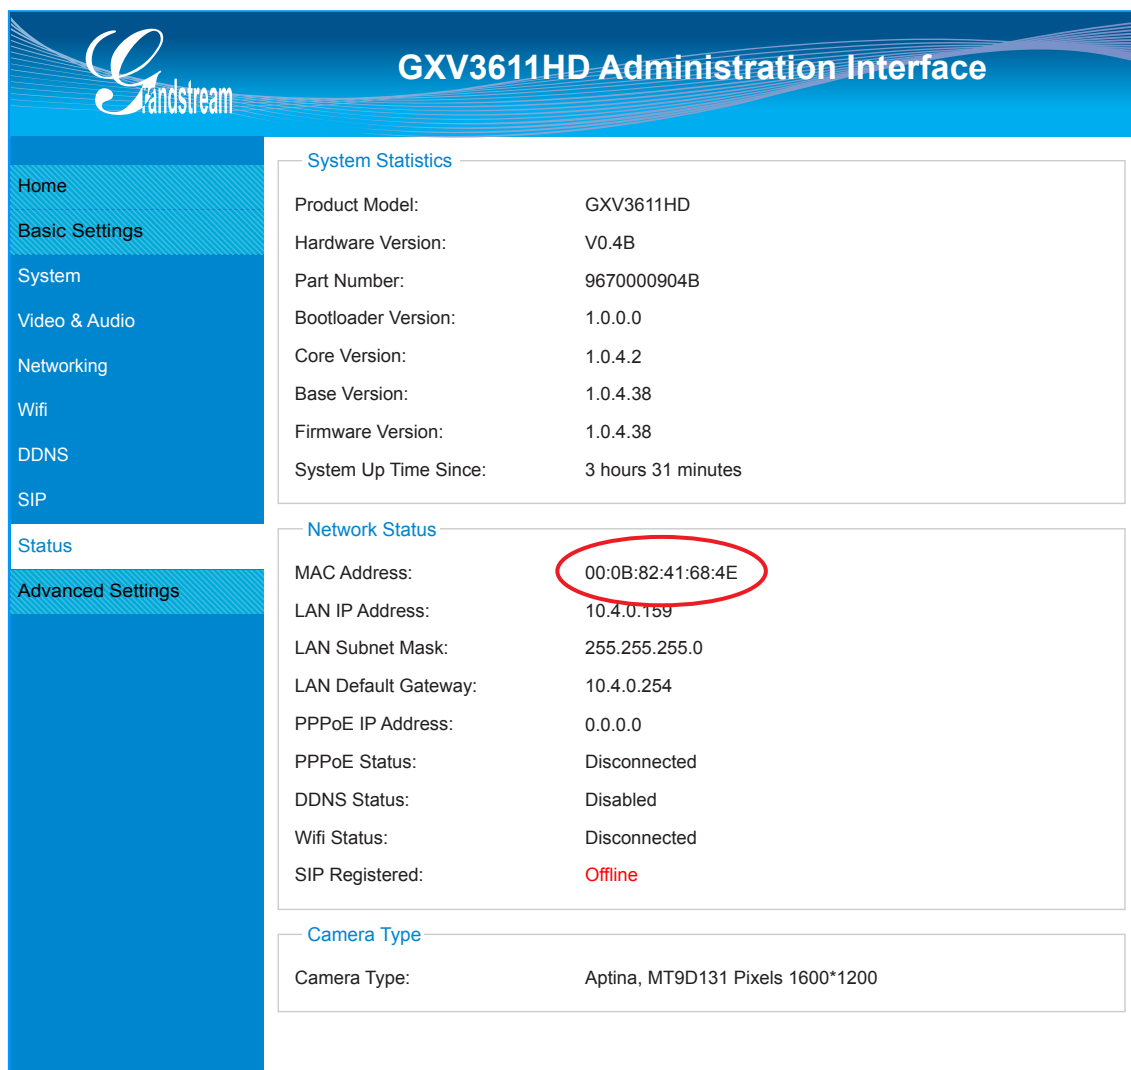 Grandstream
GXV3611HD Administration Interface
Home
Basic Settings
System
Video & Audio
Networking
Wifi
DDNS
SIP
Status
Advanced Settings
System Statistics
Product Model: GXV3611HD
Hardware Version: V0.4B
Part Number: 9670000904B
Bootloader Version: 1.0.0.0
Core Version: 1.0.4.2
Base Version: 1.0.4.38
Firmware Version: 1.0.4.38
System Up Time Since: 3 hours 31 minutes
Network Status
MAC Address: 00:0B:82:41:68:4E
LAN IP Address: 10.4.0.159
LAN Subnet Mask: 255.255.255.0
LAN Default Gateway: 10.4.0.254
PPPoE IP Address: 0.0.0.0
PPPoE Status: Disconnected
DDNS Status: Disabled
Wifi Status: Disconnected
SIP Registered: Offline
Camera Type
Camera Type: Aptina, MT9D131 Pixels 1600*1200